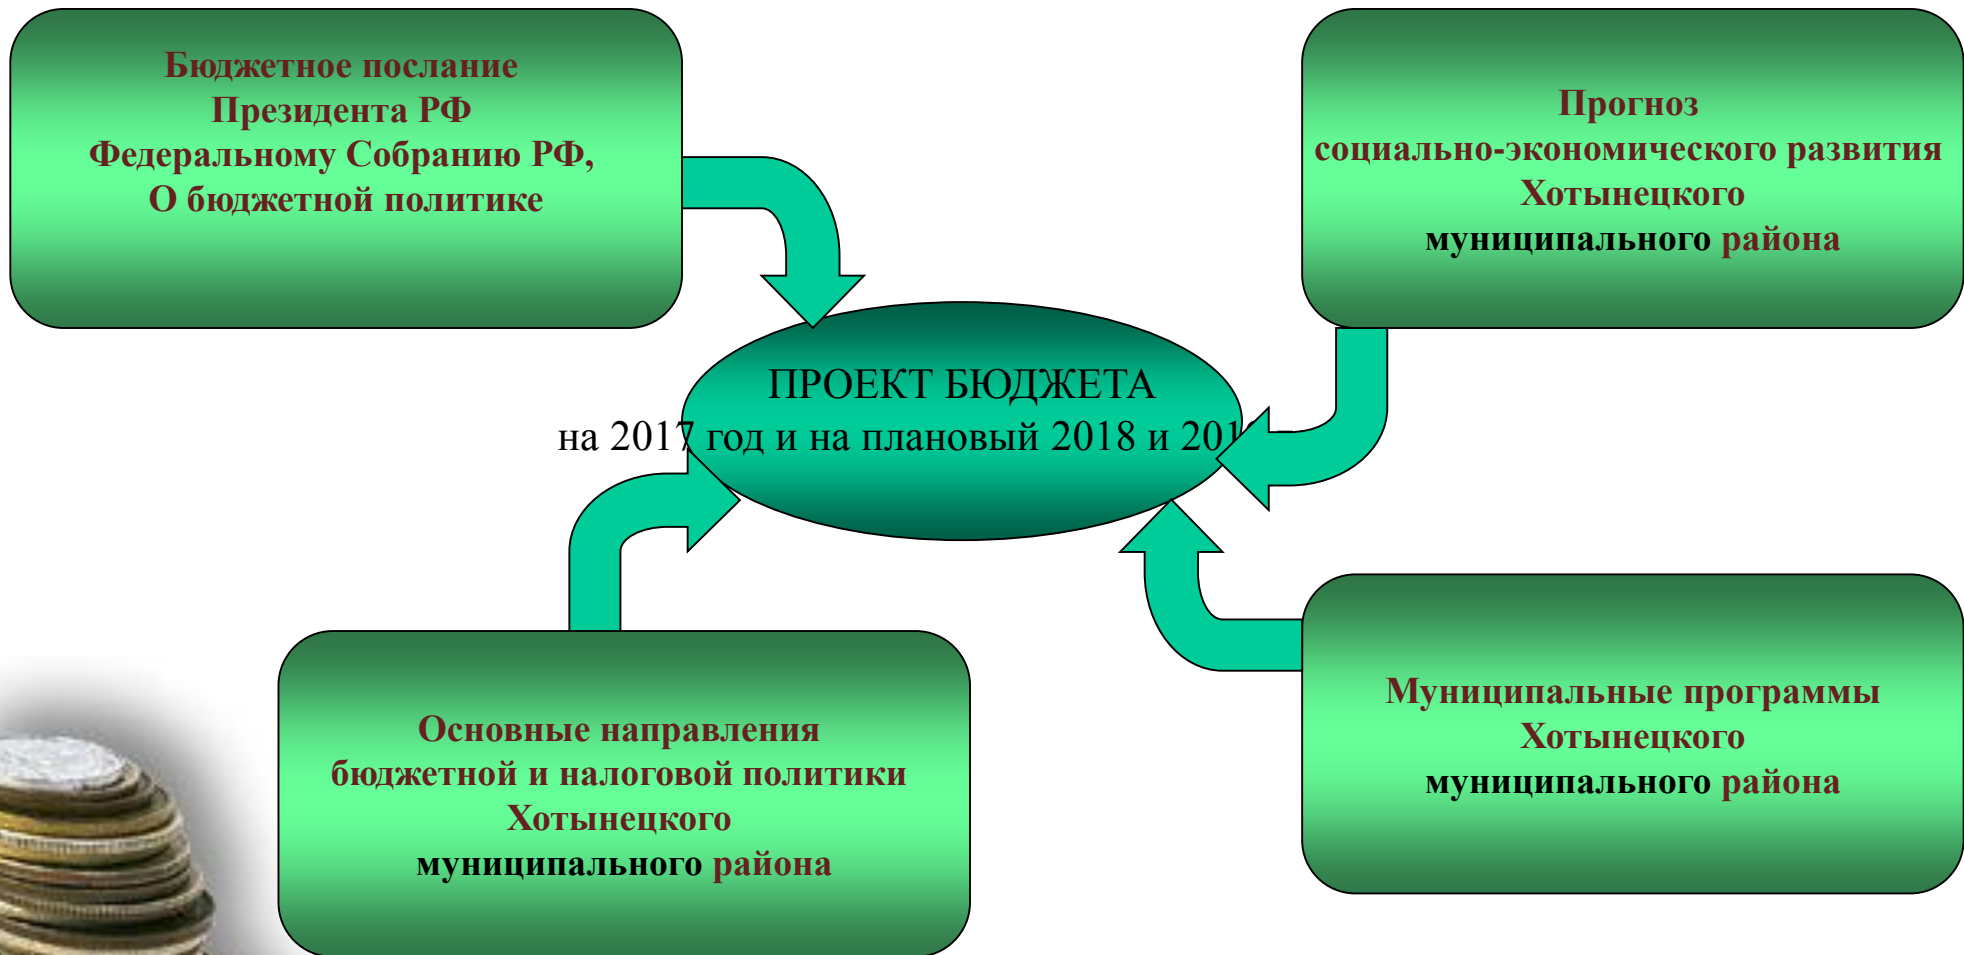 Бюджетное послание
Президента РФ
Федеральному Собранию РФ,
О бюджетной политике
Прогноз
социально-экономического развития
Хотынецкого
муниципального района
ПРОЕКТ БЮДЖЕТА
на 2017 год и на плановый 2018 и
Основные направления
бюджетной и налоговой политики
Хотынецкого
муниципального района
Муниципальные программы
Хотынецкого
муниципального района